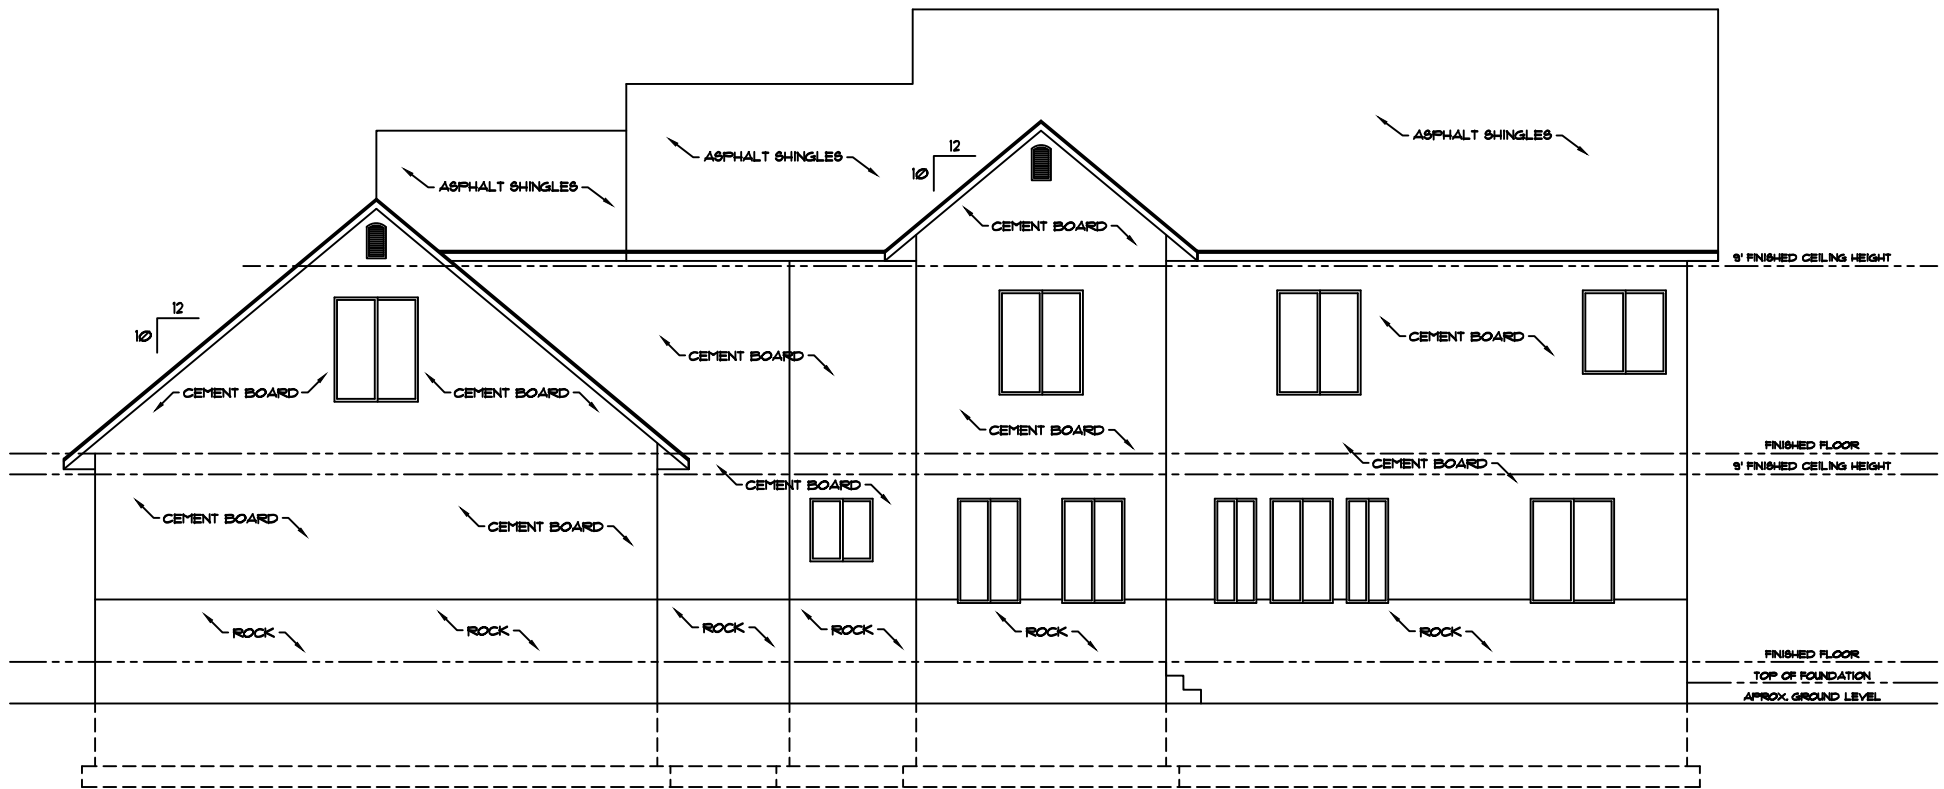 ASPHALT SHINGLES
12
10
ASPHALT SHINGLES
ASPHALT SHINGLES
CEMENT BOARD
9' FINISHED CEILING HEIGHT
12
10
CEMENT BOARD
CEMENT BOARD
CEMENT BOARD
CEMENT BOARD
CEMENT BOARD
FINISHED FLOOR
CEMENT BOARD
9' FINISHED CEILING HEIGHT
CEMENT BOARD
CEMENT BOARD
CEMENT BOARD
ROCK
ROCK
ROCK
ROCK
ROCK
ROCK
FINISHED FLOOR
TOP OF FOUNDATION
APROX. GROUND LEVEL